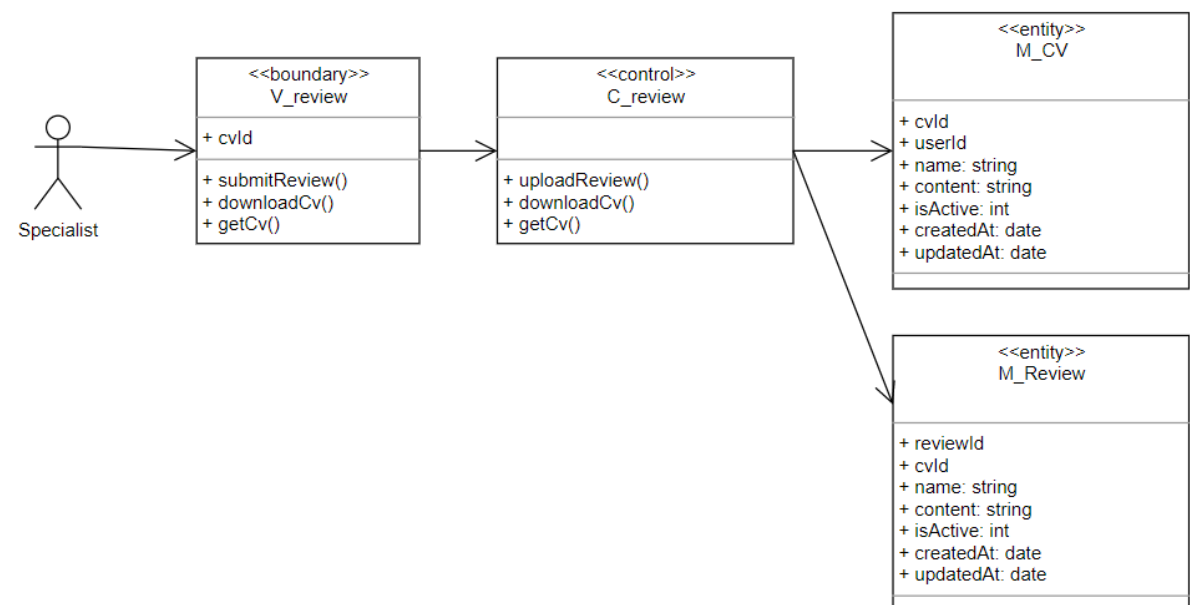 Specialist
<<boundary>>
V_review
+ cvId
+ submitReview()
+ downloadCv()
+ getCv()
<<control>>
C_review
+ uploadReview()
+ downloadCv()
+ getCv()
<<entity>>
M_CV
+ cvId
+ userId
+ name: string
+ content: string
+ isActive: int
+ createdAt: date
+ updatedAt: date
<<entity>>
M_Review
+ reviewId
+ cvId
+ name: string
+ content: string
+ isActive: int
+ createdAt: date
+ updatedAt: date